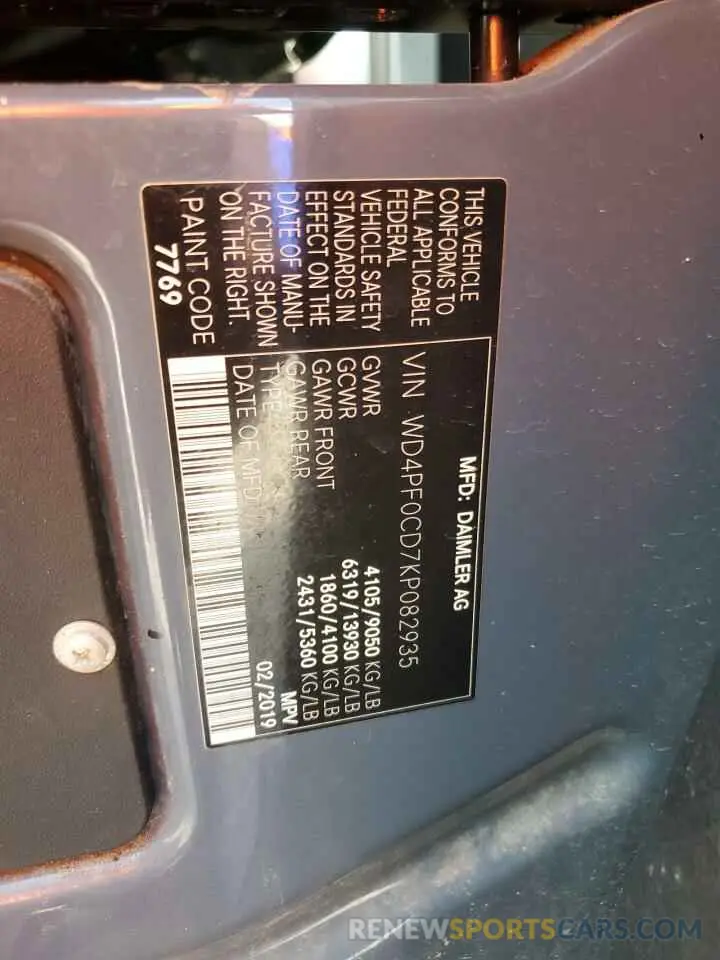 THIS VEHICLE
CONFORMS TO
ALL APPLICABLE
FEDERAL
VEHICLE SAFETY
STANDARDS IN
EFFECT ON THE
DATE OF MANU-
FACTURE SHOWN
ON THE RIGHT.
PAINT CODE
7769
MFD: DAIMLER AG
VIN WD4PF0CD7KP082935
GVWR 4105/9050 KG/LB
GCWR 6319/13930 KG/LB
GAWR FRONT 1860/4100 KG/LB
GAWR REAR 2431/5360 KG/LB
TYPE MPV
DATE OF MFD 02/2019
RENEWSPORTSCARS.COM